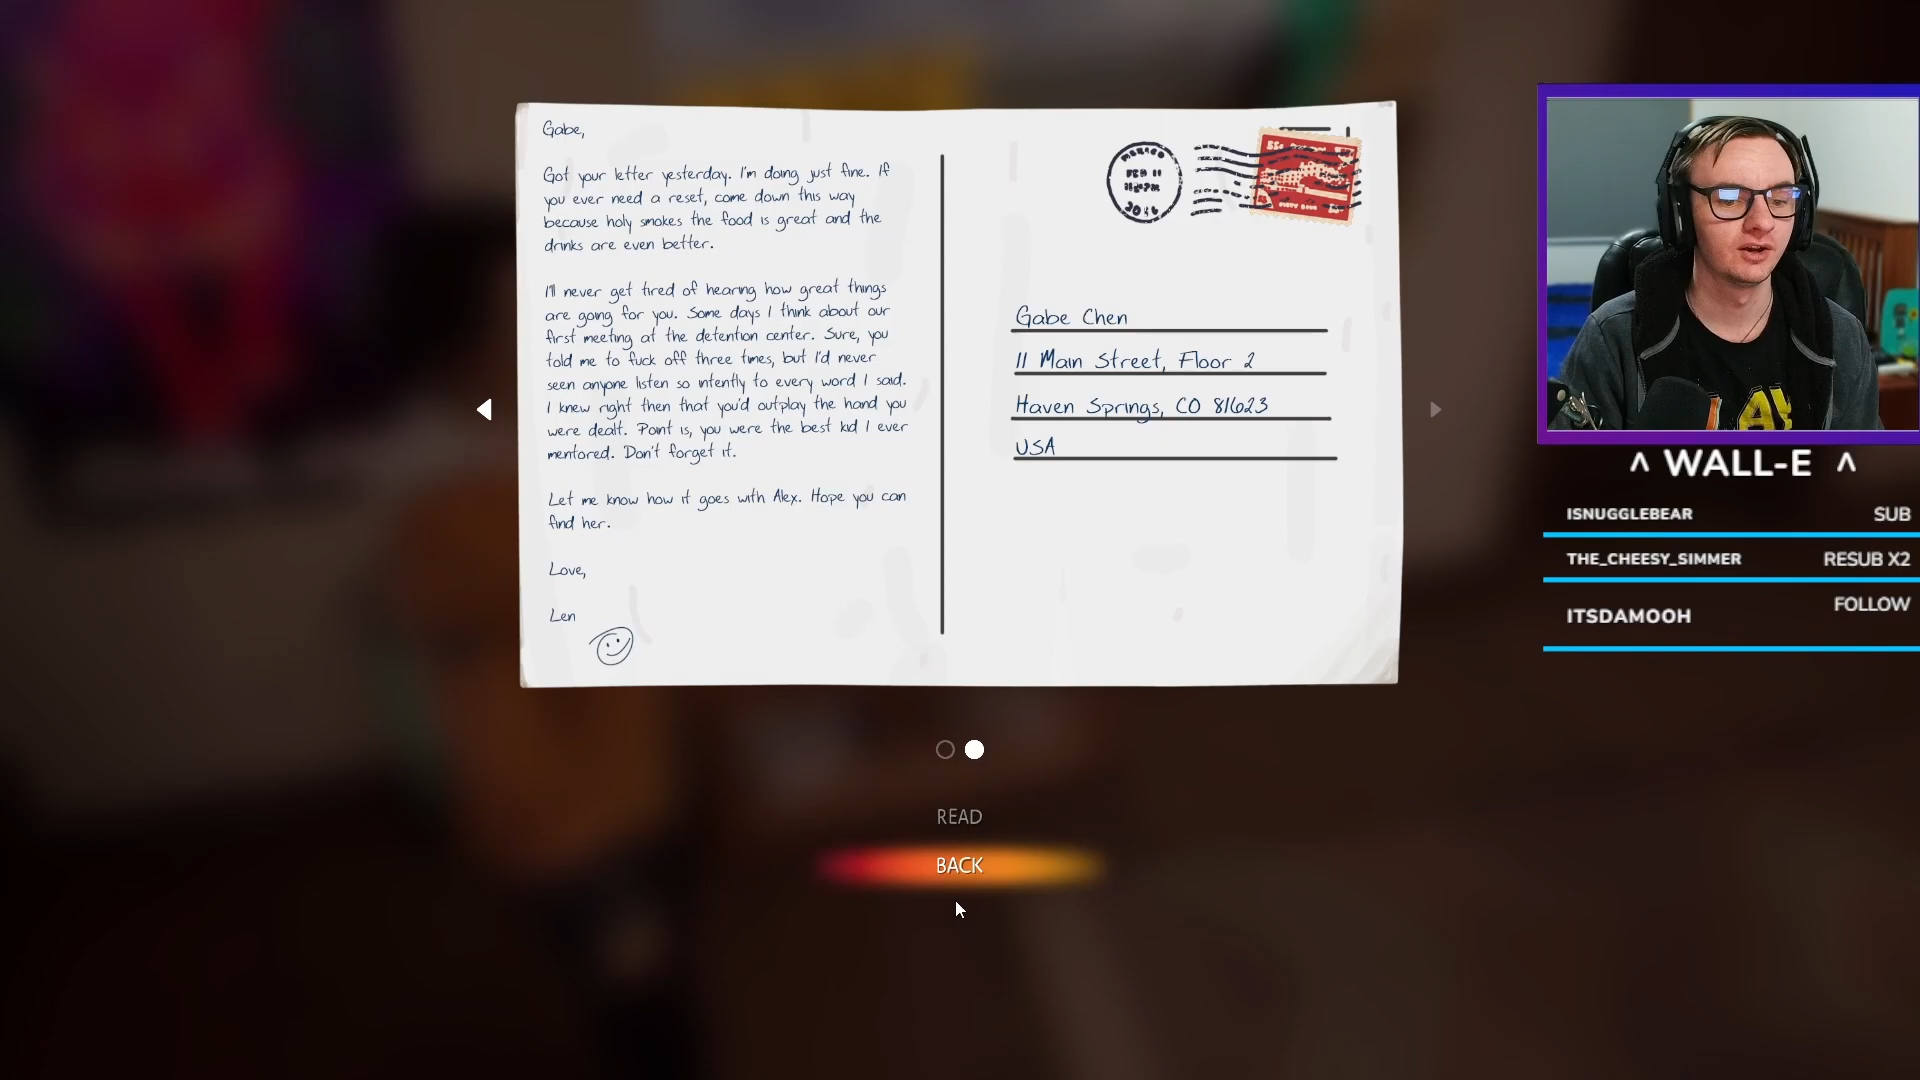 Gabe,
Got your letter yesterday. I'm doing just fine. If
you ever need a reset, come down this way
because holy smokes the food is great and the
drinks are even better.
I'll never get tired of hearing how great things
are going for you. Some days I think about our
first meeting at the detention center. Sure, you
told me to fuck off three times, but I'd never
seen anyone listen so intently to every word I said.
I knew right then that you'd outplay the hand you
were dealt. Point is, you were the best kid I ever
mentored. Don't forget it.
Let me know how it goes with Alex. Hope you can
find her.
Love,
Len
MEXICO
FEB 11
Gabe Chen
11 Main Street, Floor 2
Haven Springs, CO 81623
USA
READ
BACK
^ WALL-E ^
ISNUGGLEBEAR SUB
THE_CHEESY_SIMMER RESUB X2
ITSDAMOOH FOLLOW